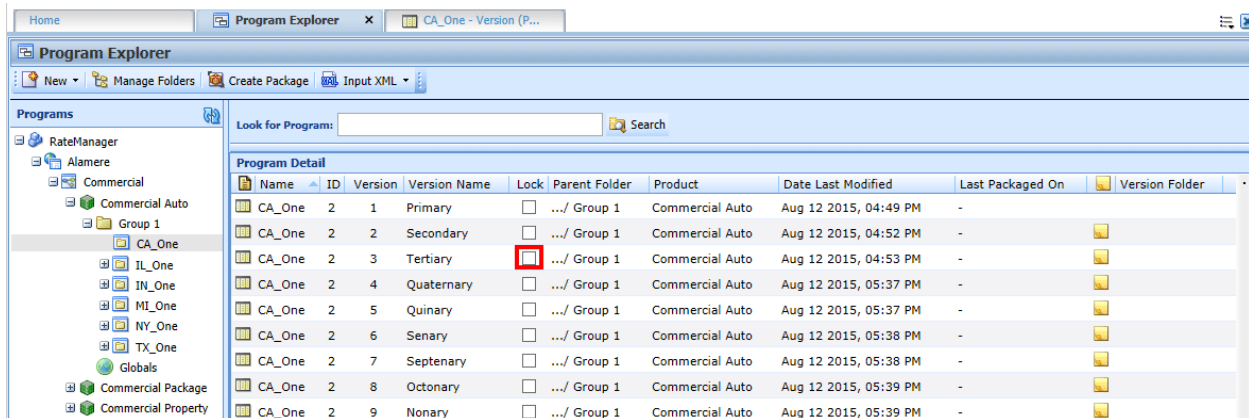 Home Program Explorer x CA_One - Version (P...
Program Explorer
New Manage Folders Create Package Input XML
Programs
Look for Program: Search
RateManager
Alamere
Commercial
Commercial Auto
Group 1
CA_One
IL_One
IN_One
MI_One
NY_One
TX_One
Globals
Commercial Package
Commercial Property
Program Detail
Name ID Version Version Name Lock Parent Folder Product Date Last Modified Last Packaged On Version Folder
CA_One 2 1 Primary .../ Group 1 Commercial Auto Aug 12 2015, 04:49 PM -
CA_One 2 2 Secondary .../ Group 1 Commercial Auto Aug 12 2015, 04:52 PM -
CA_One 2 3 Tertiary .../ Group 1 Commercial Auto Aug 12 2015, 04:53 PM -
CA_One 2 4 Quaternary .../ Group 1 Commercial Auto Aug 12 2015, 05:37 PM -
CA_One 2 5 Quinary .../ Group 1 Commercial Auto Aug 12 2015, 05:37 PM -
CA_One 2 6 Senary .../ Group 1 Commercial Auto Aug 12 2015, 05:38 PM -
CA_One 2 7 Septenary .../ Group 1 Commercial Auto Aug 12 2015, 05:38 PM -
CA_One 2 8 Octonary .../ Group 1 Commercial Auto Aug 12 2015, 05:39 PM -
CA_One 2 9 Nonary .../ Group 1 Commercial Auto Aug 12 2015, 05:39 PM -